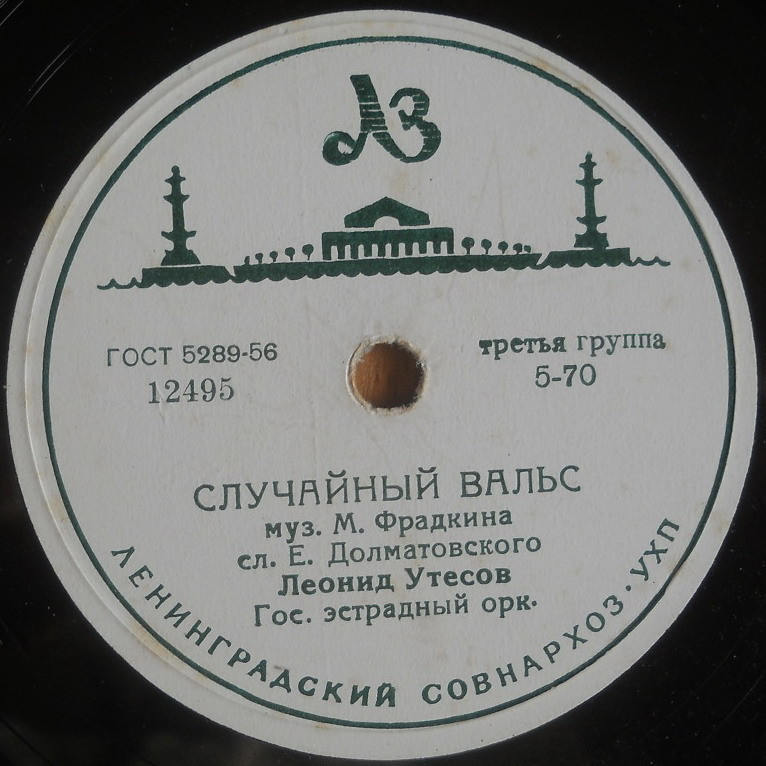 ЛЗ
ГОСТ 5289-56
12495
третья группа
5-70
СЛУЧАЙНЫЙ ВАЛЬС
муз. М. Фрадкина
сл. Е. Долматовского
Леонид Утесов
Гос. эстрадный орк.
ЛЕНИНГРАДСКИЙ СОВНАРХОЗ · УХП